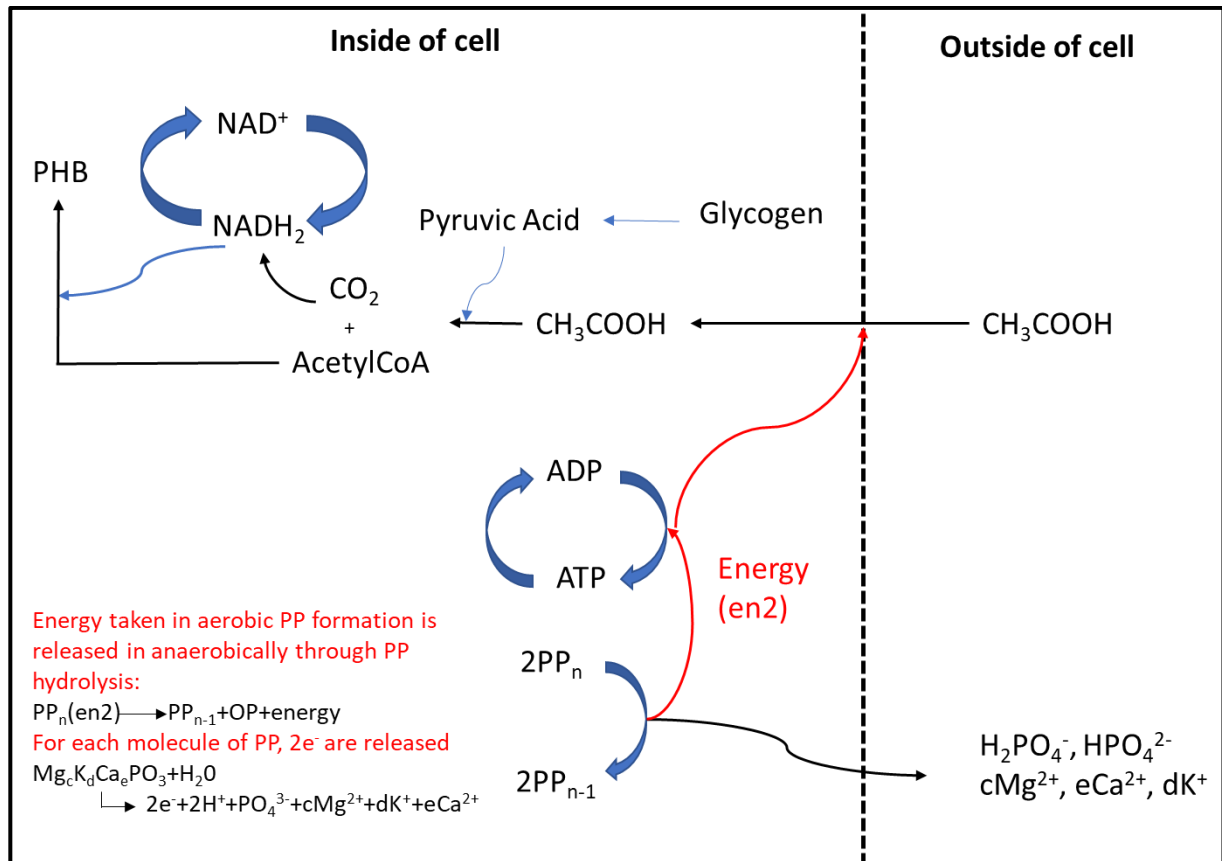 Inside of cell
Outside of cell
NAD⁺
PHB
NADH₂
Pyruvic Acid
Glycogen
CO₂
+
AcetylCoA
CH₃COOH
CH₃COOH
ADP
ATP
Energy
(en2)
Energy taken in aerobic PP formation is
released in anaerobically through PP
hydrolysis:
PPₙ(en2)⟶PPₙ₋₁+OP+energy
For each molecule of PP, 2e⁻ are released
Mg꜀K_dCaₑPO₃+H₂0
→ 2e⁻+2H⁺+PO₄³⁻+cMg²⁺+dK⁺+eCa²⁺
2PPₙ
2PPₙ₋₁
H₂PO₄⁻, HPO₄²⁻
cMg²⁺, eCa²⁺, dK⁺